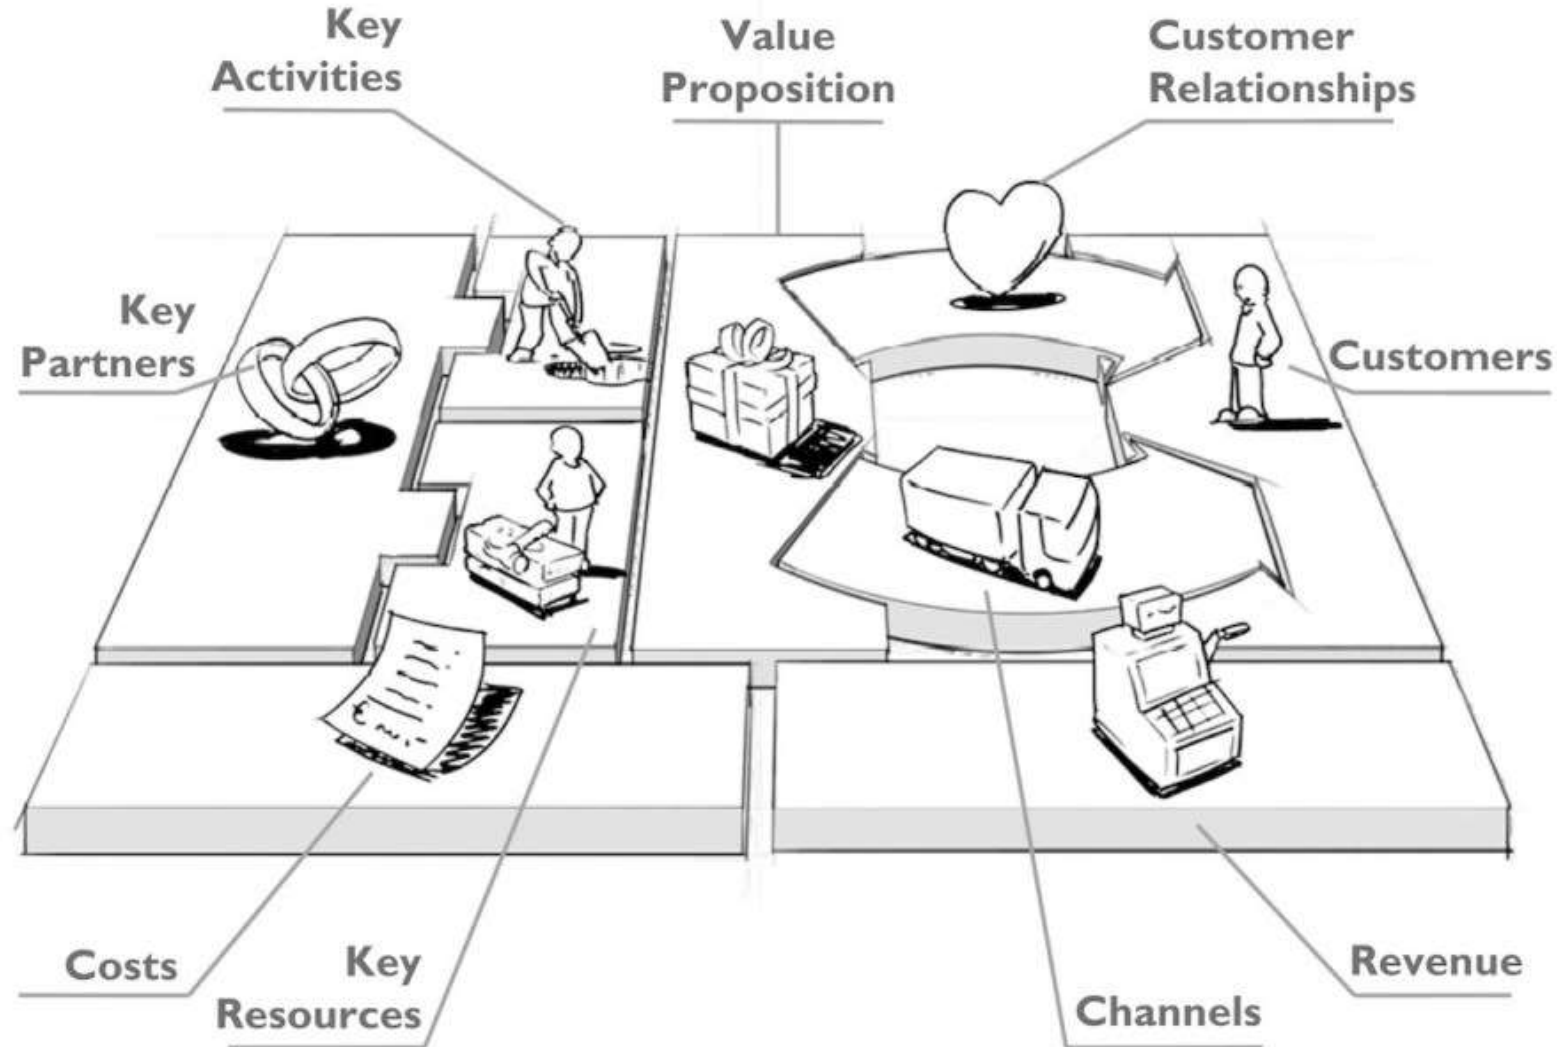 Key
Activities
Value
Proposition
Customer
Relationships
Key
Partners
Customers
Costs
Key
Resources
Channels
Revenue